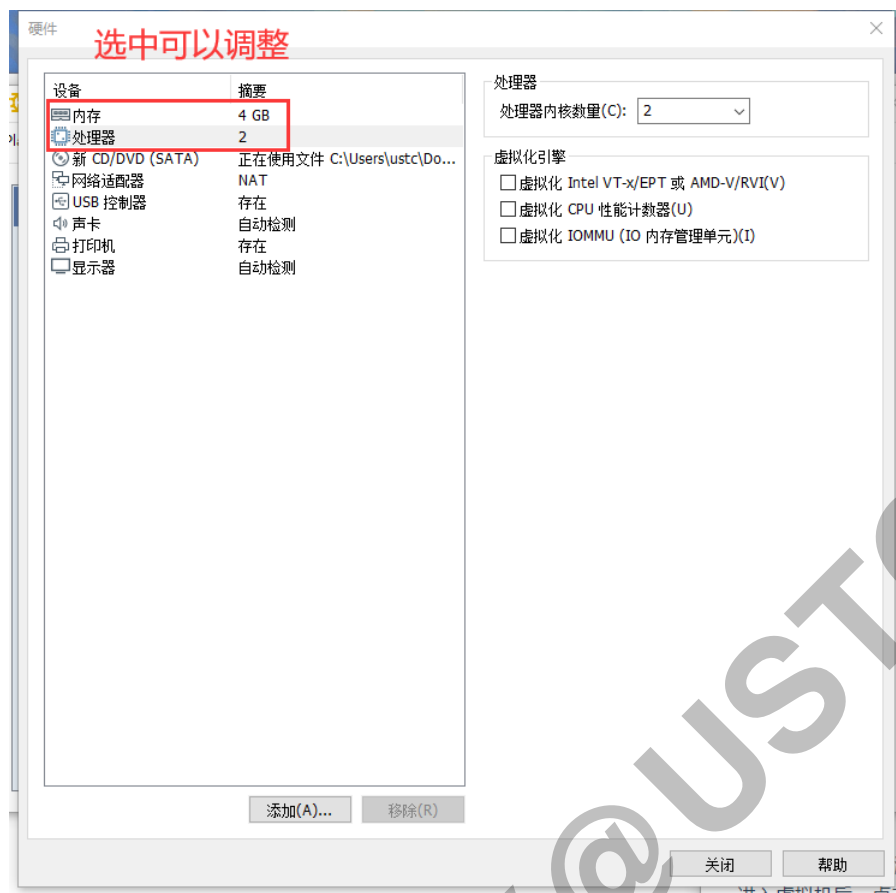 硬件
选中可以调整
设备 摘要
内存 4 GB
处理器 2
新 CD/DVD (SATA) 正在使用文件 C:\Users\ustc\Do...
网络适配器 NAT
USB 控制器 存在
声卡 自动检测
打印机 存在
显示器 自动检测
处理器
处理器内核数量(C): 2
虚拟化引擎
虚拟化 Intel VT-x/EPT 或 AMD-V/RVI(V)
虚拟化 CPU 性能计数器(U)
虚拟化 IOMMU (IO 内存管理单元)(I)
添加(A)... 移除(R)
@UST
关闭 帮助